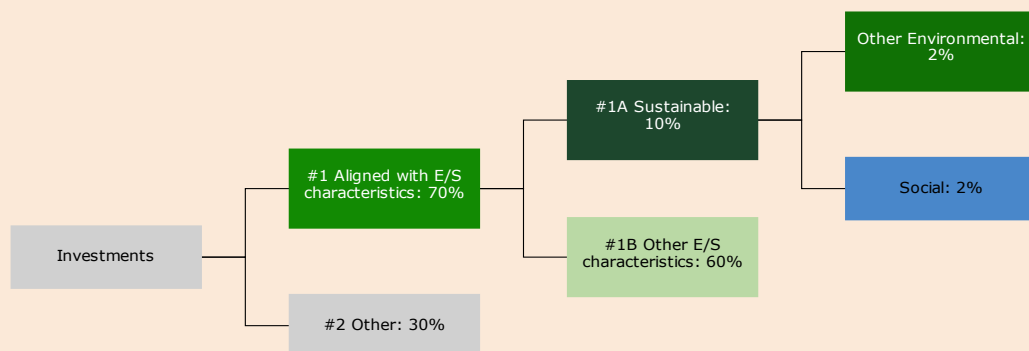 Other Environmental:
2%
#1A Sustainable:
10%
#1 Aligned with E/S
characteristics: 70%
Social: 2%
Investments
#1B Other E/S
characteristics: 60%
#2 Other: 30%